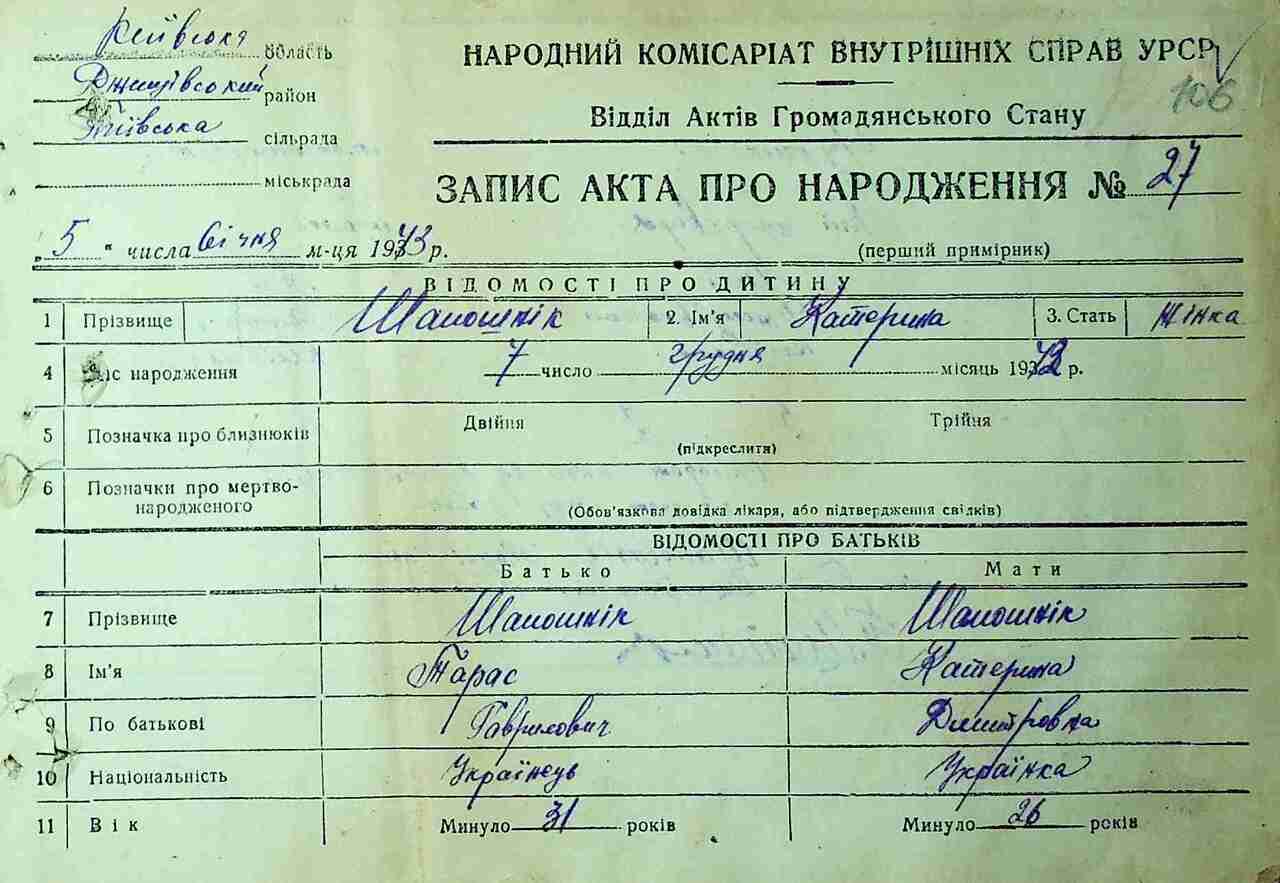 Київська область
район
сільрада
міськрада
НАРОДНИЙ КОМІСАРІАТ ВНУТРІШНІХ СПРАВ УРСР
106
Відділ Актів Громадянського Стану
ЗАПИС АКТА ПРО НАРОДЖЕННЯ № 27
„ 5 “ числа Січня м-ця 1943 р.
(перший примірник)
ВІДОМОСТІ ПРО ДИТИНУ
1 Прізвище Шапошнік 2. Ім'я Катерина 3. Стать жінка
4 Час народження 7 число грудня місяць 1942 р.
5 Позначка про близнюків Двійня Трійня
(підкреслити)
6 Позначки про мертво-
народженого
(Обов'язкова довідка лікаря, або підтвердження свідків)
ВІДОМОСТІ ПРО БАТЬКІВ
Батько Мати
7 Прізвище Шапошнік Шапошнік
8 Ім'я Тарас Катерина
9 По батькові Гаврилович Дмитровна
10 Національність Українець Українка
11 Вік Минуло 31 років Минуло 26 років